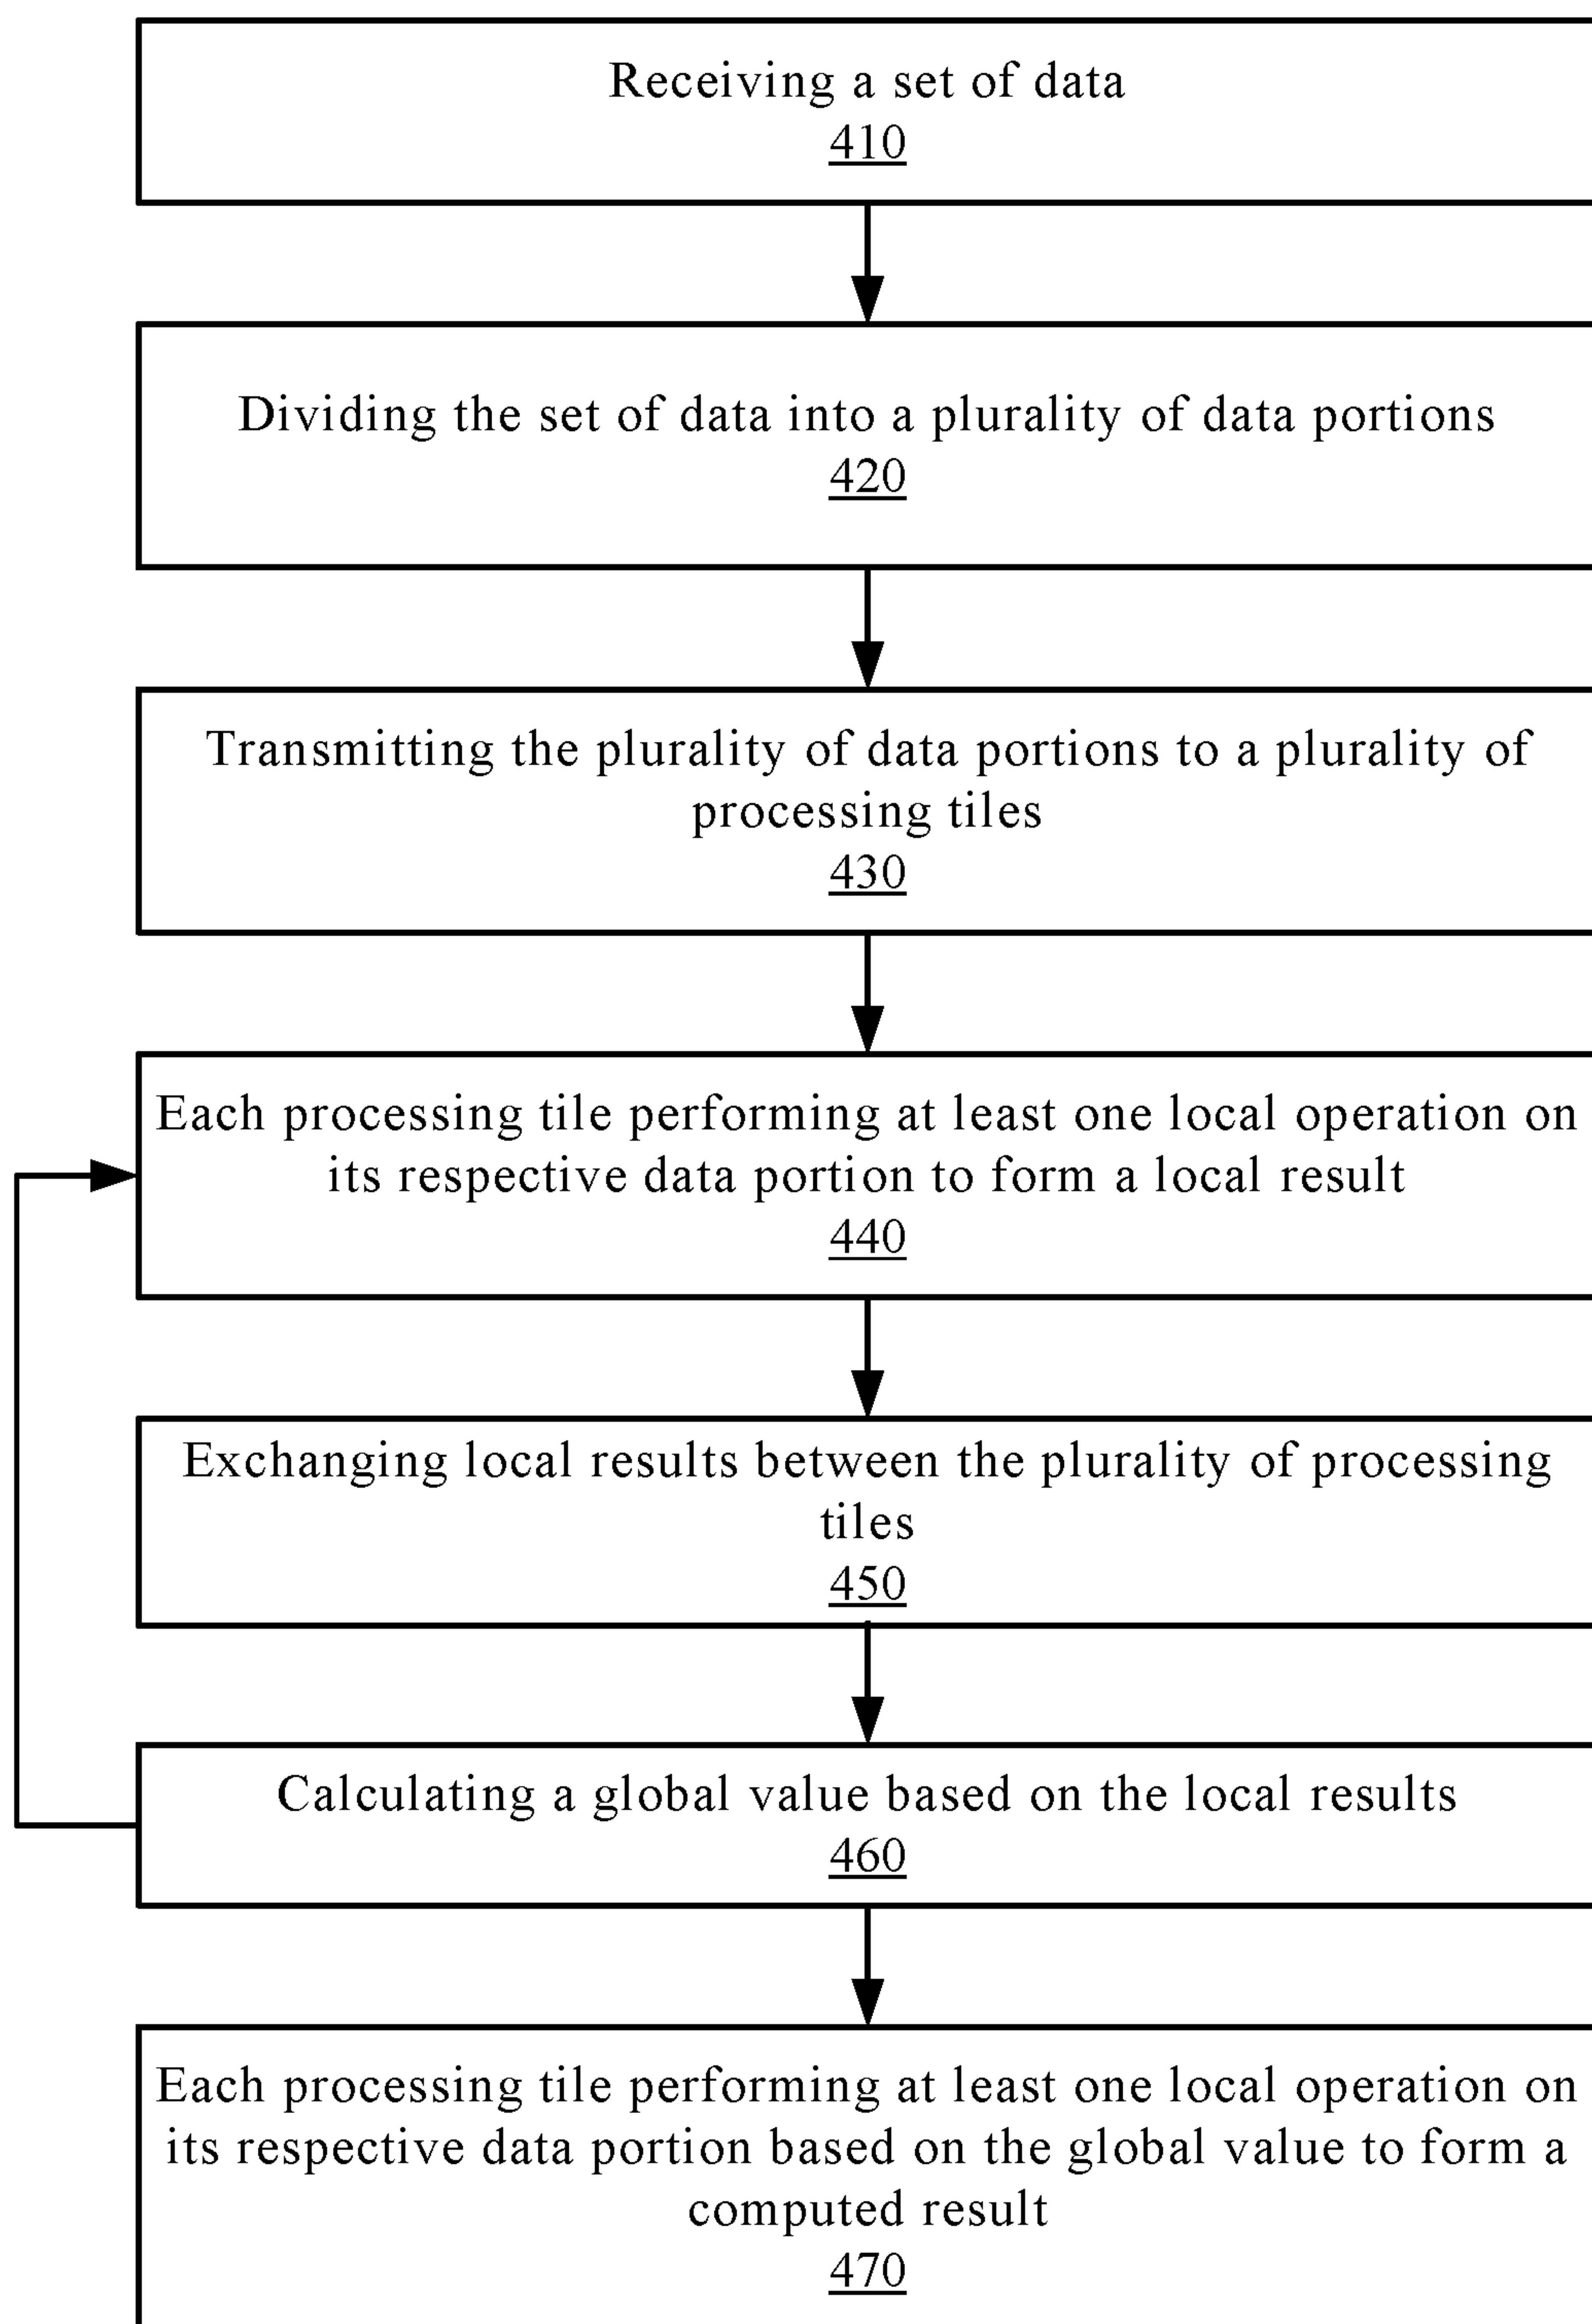 Receiving a set of data
410
Dividing the set of data into a plurality of data portions
420
Transmitting the plurality of data portions to a plurality of
processing tiles
430
Each processing tile performing at least one local operation on
its respective data portion to form a local result
440
Exchanging local results between the plurality of processing
tiles
450
Calculating a global value based on the local results
460
Each processing tile performing at least one local operation on
its respective data portion based on the global value to form a
computed result
470